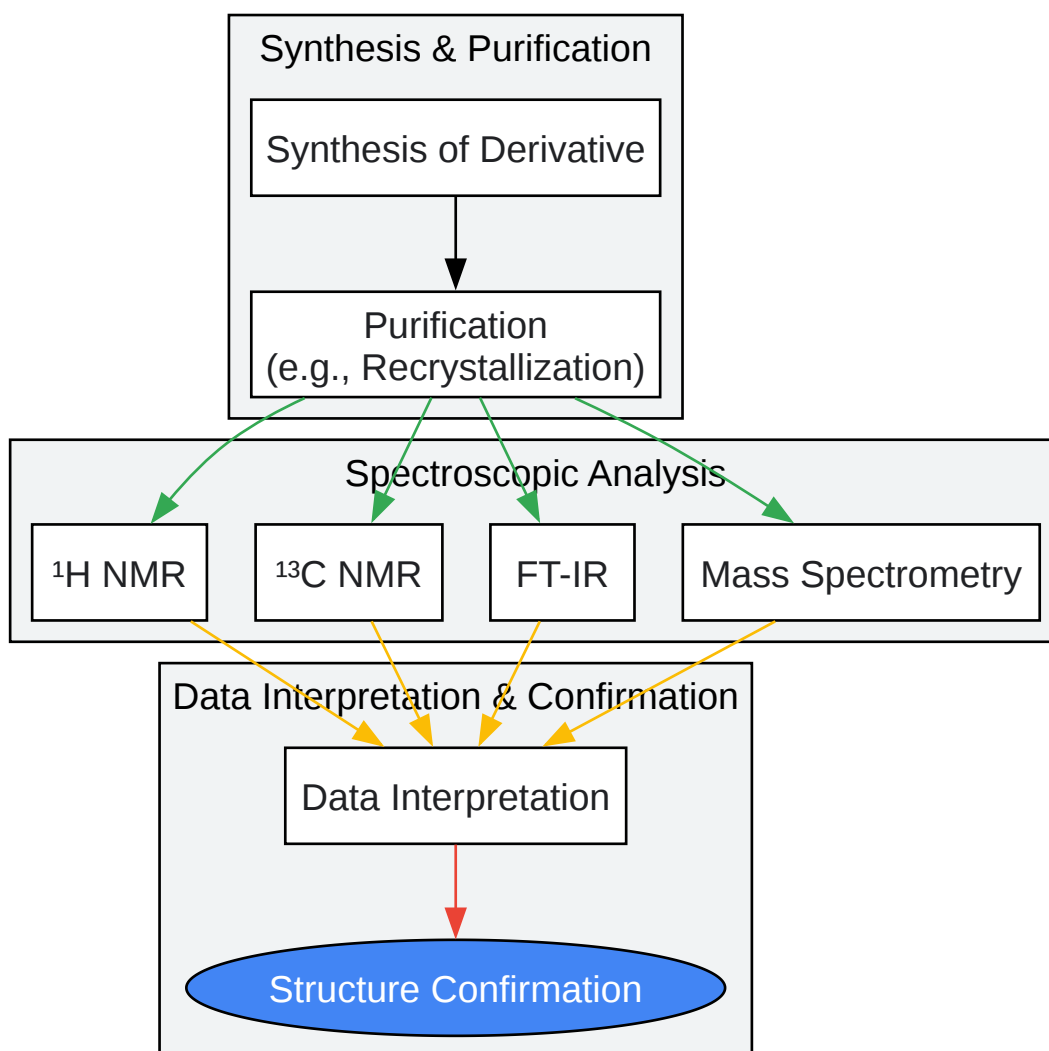 Synthesis & Purification
Synthesis of Derivative
Purification
(e.g., Recrystallization)
Spectroscopic Analysis
¹H NMR
¹³C NMR
FT-IR
Mass Spectrometry
Data Interpretation & Confirmation
Data Interpretation
Structure Confirmation